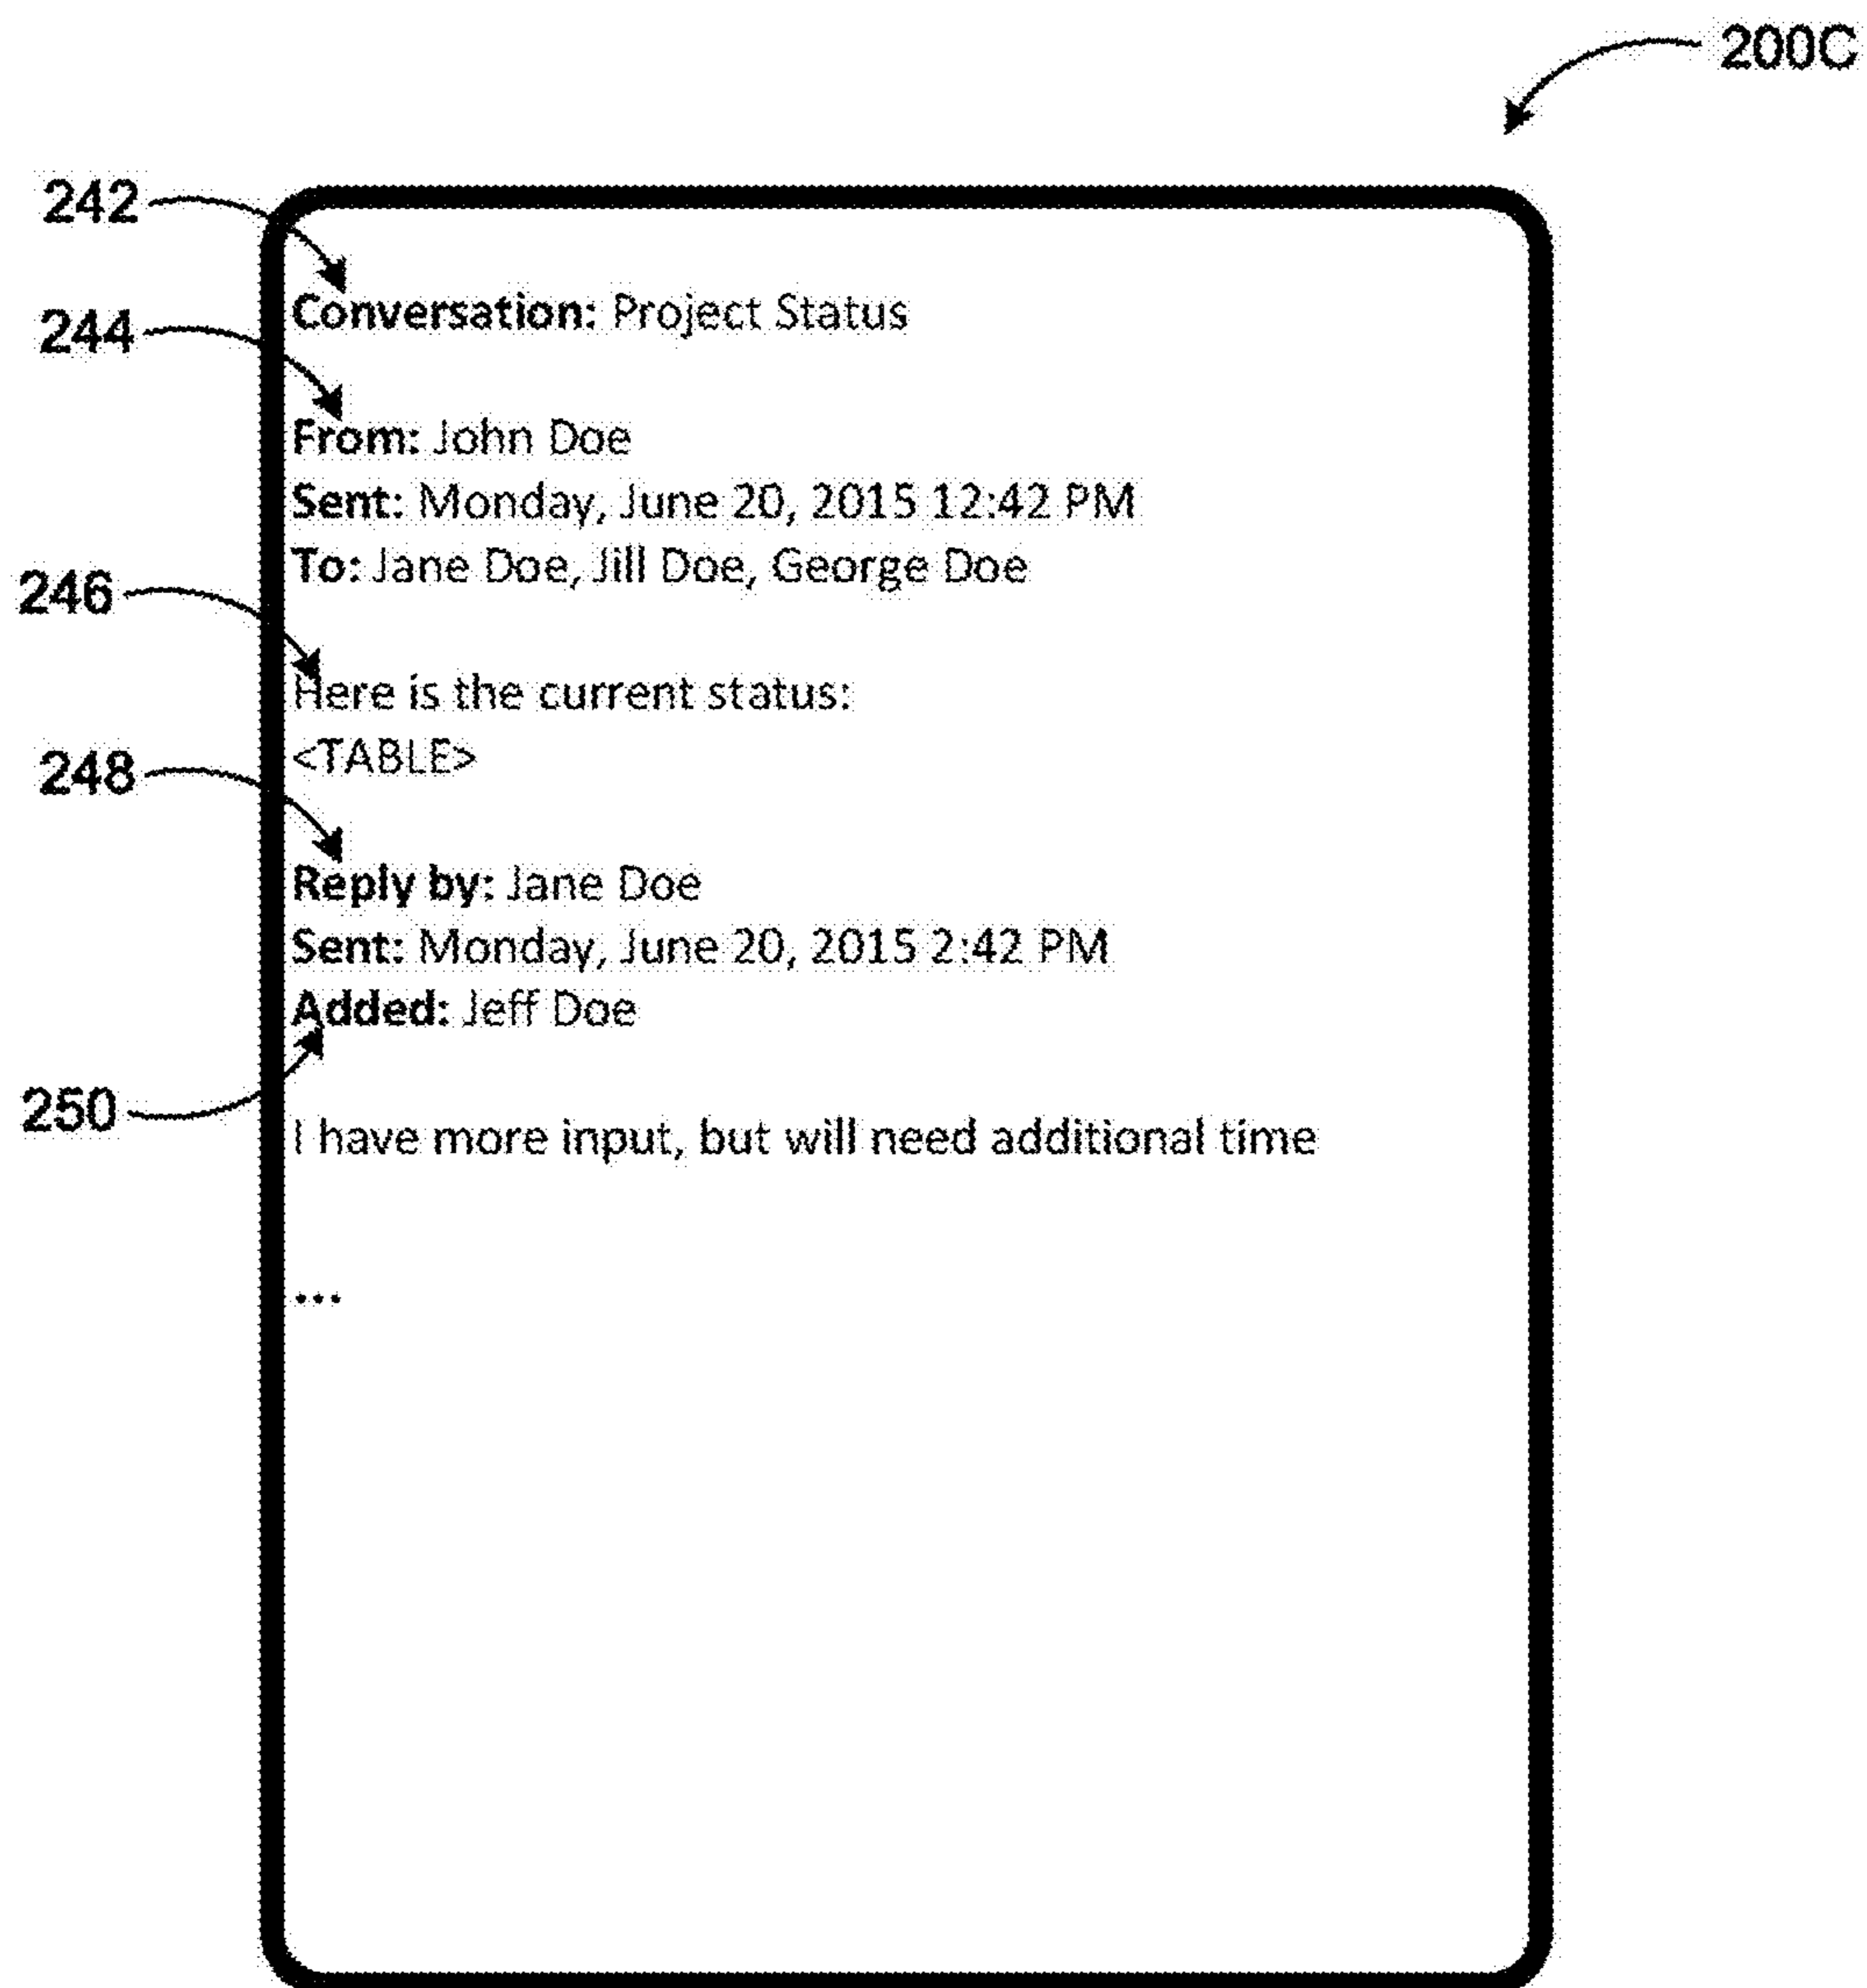 200C
242
Conversation: Project Status
244
From: John Doe
Sent: Monday, June 20, 2015 12:42 PM
To: Jane Doe, Jill Doe, George Doe
246
Here is the current status:
<TABLE>
248
Reply by: Jane Doe
Sent: Monday, June 20, 2015 2:42 PM
Added: Jeff Doe
250
I have more input, but will need additional time
...